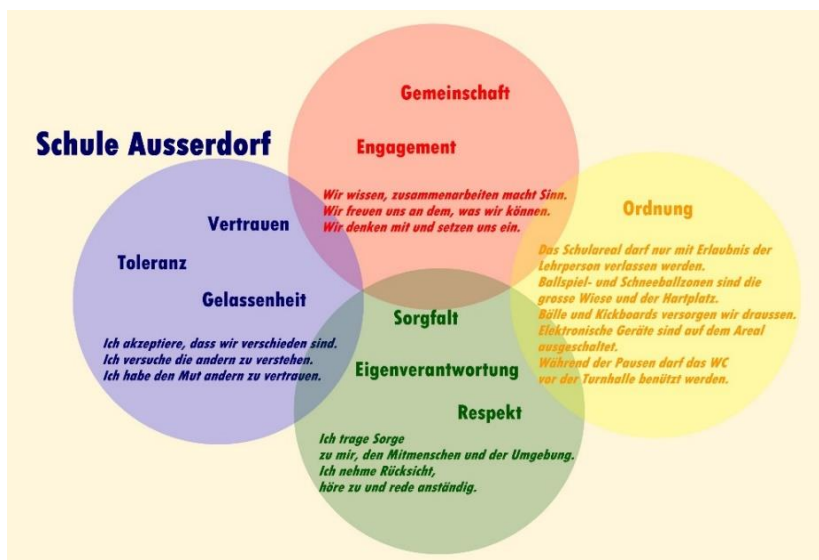 Schule Ausserdorf
Gemeinschaft
Engagement
Wir wissen, zusammenarbeiten macht Sinn.
Wir freuen uns an dem, was wir können.
Wir denken mit und setzen uns ein.
Vertrauen
Toleranz
Gelassenheit
Ich akzeptiere, dass wir verschieden sind.
Ich versuche die andern zu verstehen.
Ich habe den Mut andern zu vertrauen.
Ordnung
Das Schulareal darf nur mit Erlaubnis der
Lehrperson verlassen werden.
Ballspiel- und Schneeballzonen sind die
grosse Wiese und der Hartplatz.
Bölle und Kickboards versorgen wir draussen.
Elektronische Geräte sind auf dem Areal
ausgeschaltet.
Während der Pausen darf das WC
vor der Turnhalle benützt werden.
Sorgfalt
Eigenverantwortung
Respekt
Ich trage Sorge
zu mir, den Mitmenschen und der Umgebung.
Ich nehme Rücksicht,
höre zu und rede anständig.